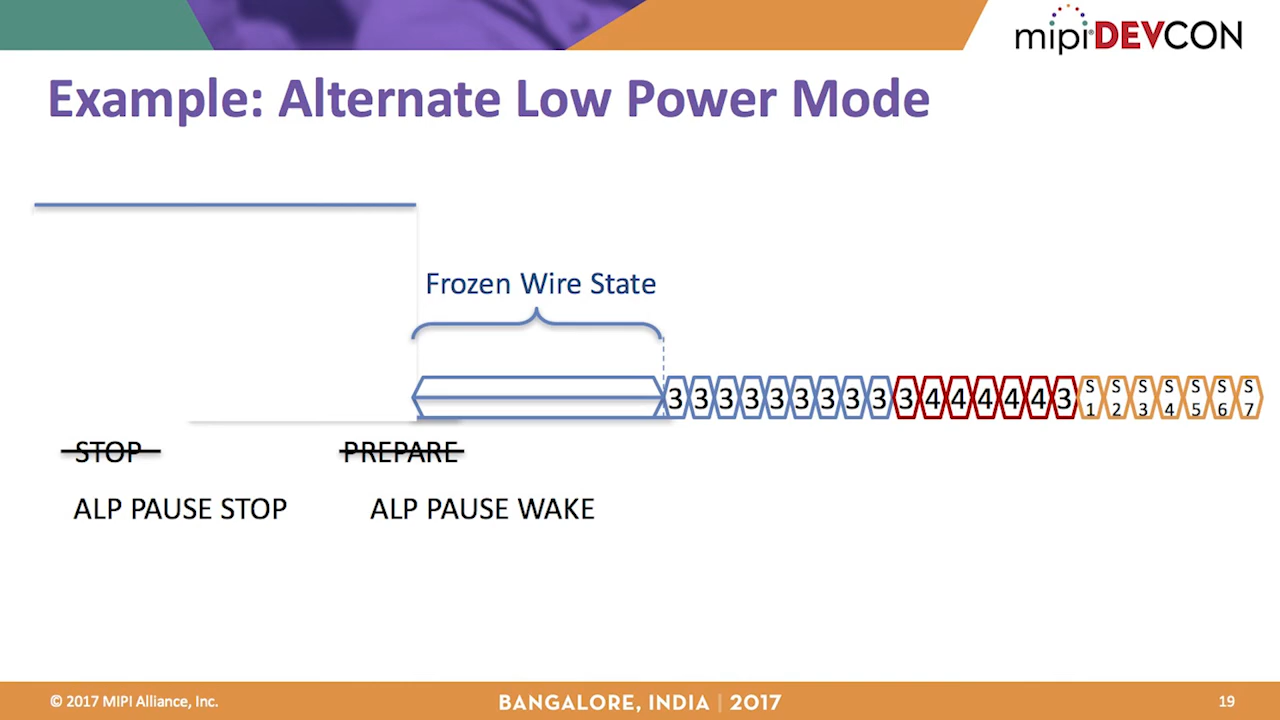 mipi DEVCON
Example: Alternate Low Power Mode
Frozen Wire State
3 3 3 3 3 3 3 3 3 3 4 4 4 4 4 3 S1 S2 S3 S4 S5 S6 S7
STOP PREPARE
ALP PAUSE STOP ALP PAUSE WAKE
© 2017 MIPI Alliance, Inc. BANGALORE, INDIA | 2017 19